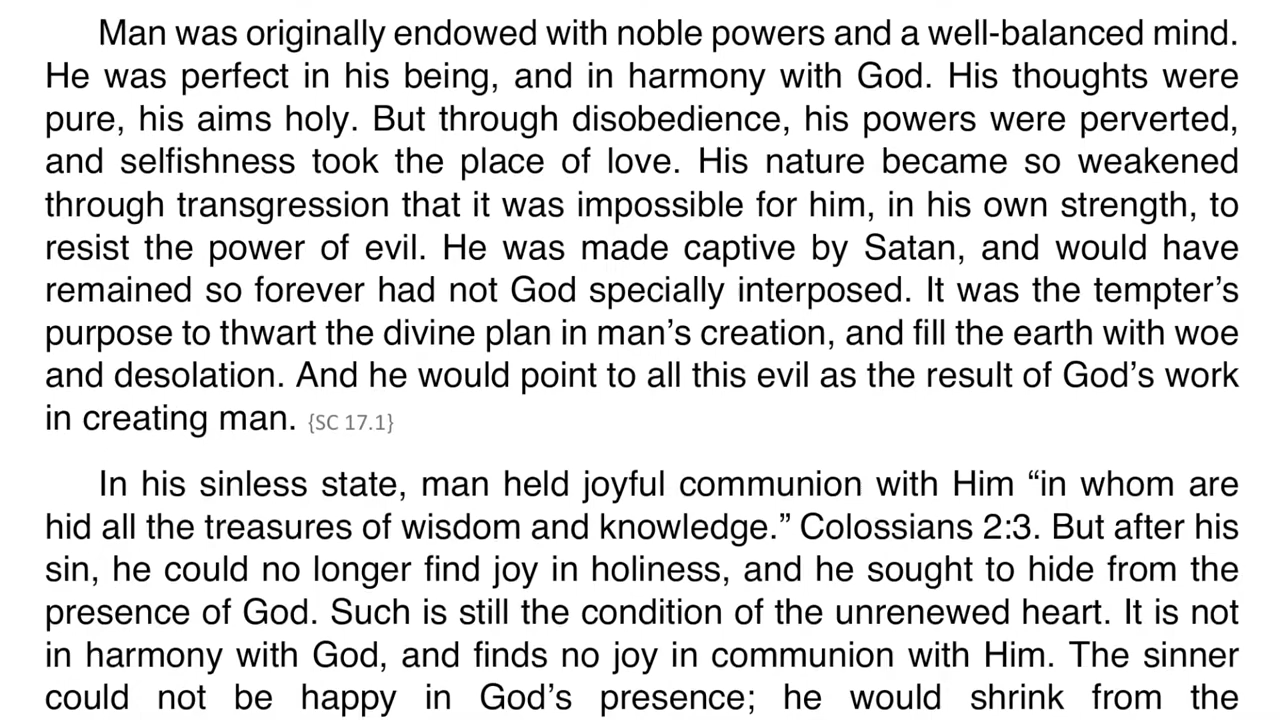 Man was originally endowed with noble powers and a well-balanced mind.
He was perfect in his being, and in harmony with God. His thoughts were
pure, his aims holy. But through disobedience, his powers were perverted,
and selfishness took the place of love. His nature became so weakened
through transgression that it was impossible for him, in his own strength, to
resist the power of evil. He was made captive by Satan, and would have
remained so forever had not God specially interposed. It was the tempter’s
purpose to thwart the divine plan in man’s creation, and fill the earth with woe
and desolation. And he would point to all this evil as the result of God’s work
in creating man. {SC 17.1}
In his sinless state, man held joyful communion with Him “in whom are
hid all the treasures of wisdom and knowledge.” Colossians 2:3. But after his
sin, he could no longer find joy in holiness, and he sought to hide from the
presence of God. Such is still the condition of the unrenewed heart. It is not
in harmony with God, and finds no joy in communion with Him. The sinner
could not be happy in God’s presence; he would shrink from the